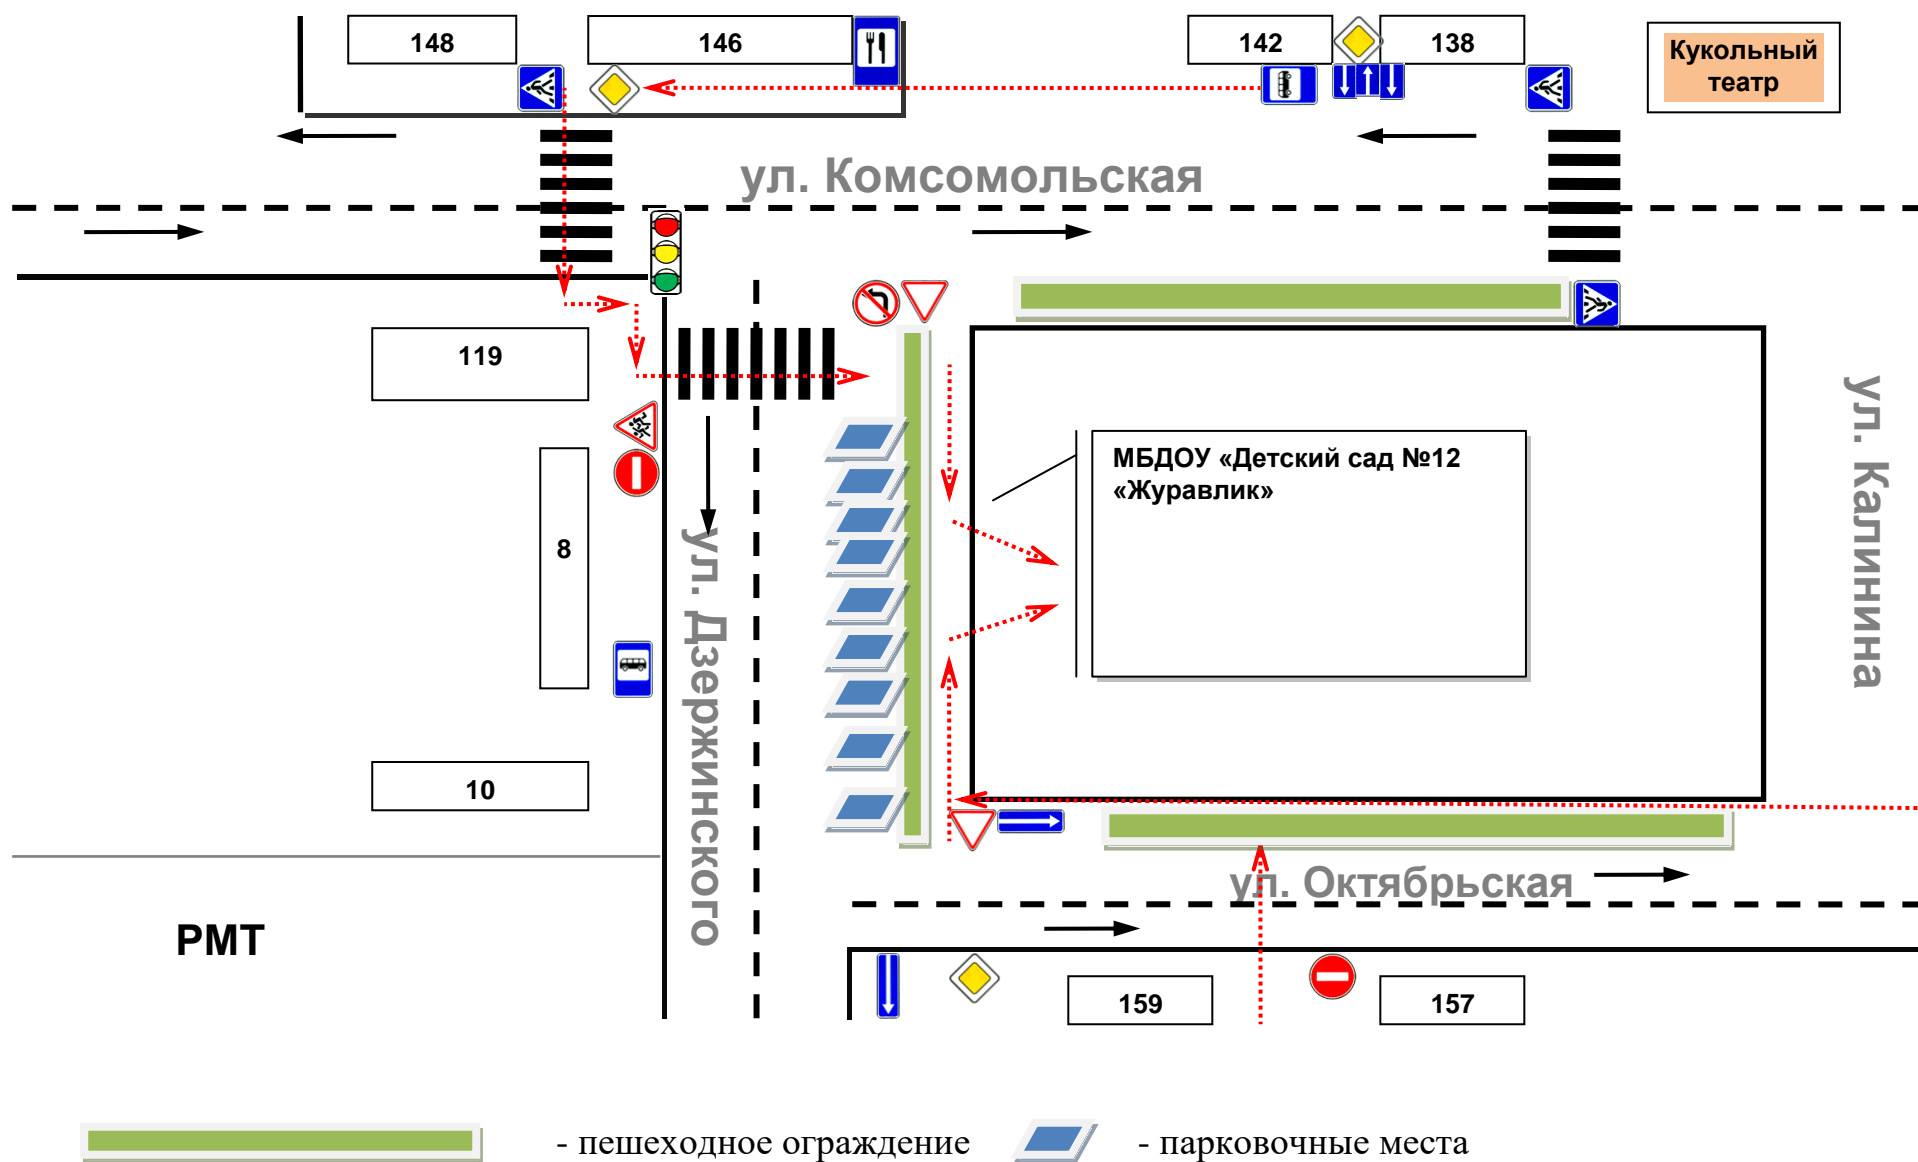 148
146
142
138
Кукольный
театр
ул. Комсомольская
119
МБДОУ «Детский сад №12
«Журавлик»
ул. Калинина
8
ул. Дзержинского
10
ул. Октябрьская
РМТ
159
157
- пешеходное ограждение
- парковочные места